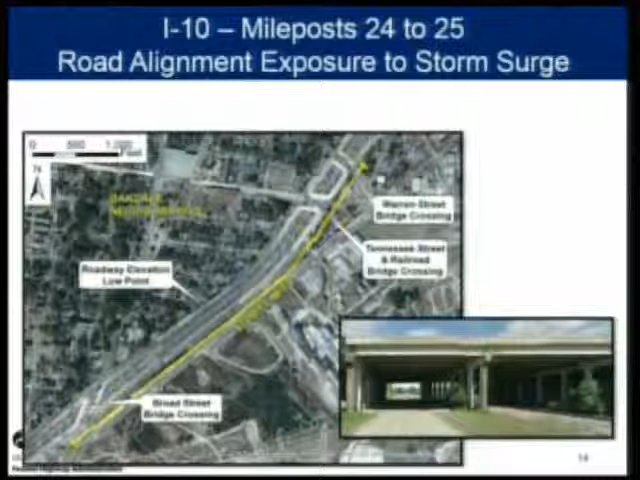 I-10 – Mileposts 24 to 25
Road Alignment Exposure to Storm Surge
0 500 1,000
Feet
OAKDALE
Warren Street
Bridge Crossing
Tennessee Street
& Railroad
Bridge Crossing
Roadway Elevation
Low Point
Broad Street
Bridge Crossing
14